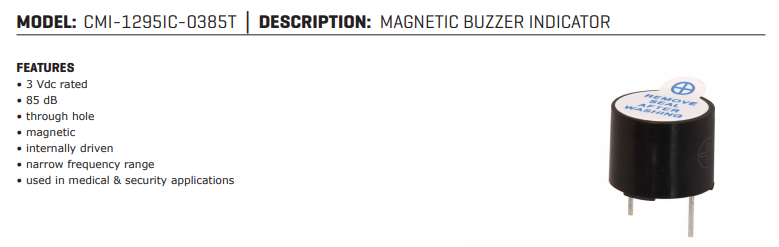 MODEL: CMI-1295IC-0385T | DESCRIPTION: MAGNETIC BUZZER INDICATOR
FEATURES
• 3 Vdc rated
• 85 dB
• through hole
• magnetic
• internally driven
• narrow frequency range
• used in medical & security applications
REMOVE
SEAL
AFTER
WASHING